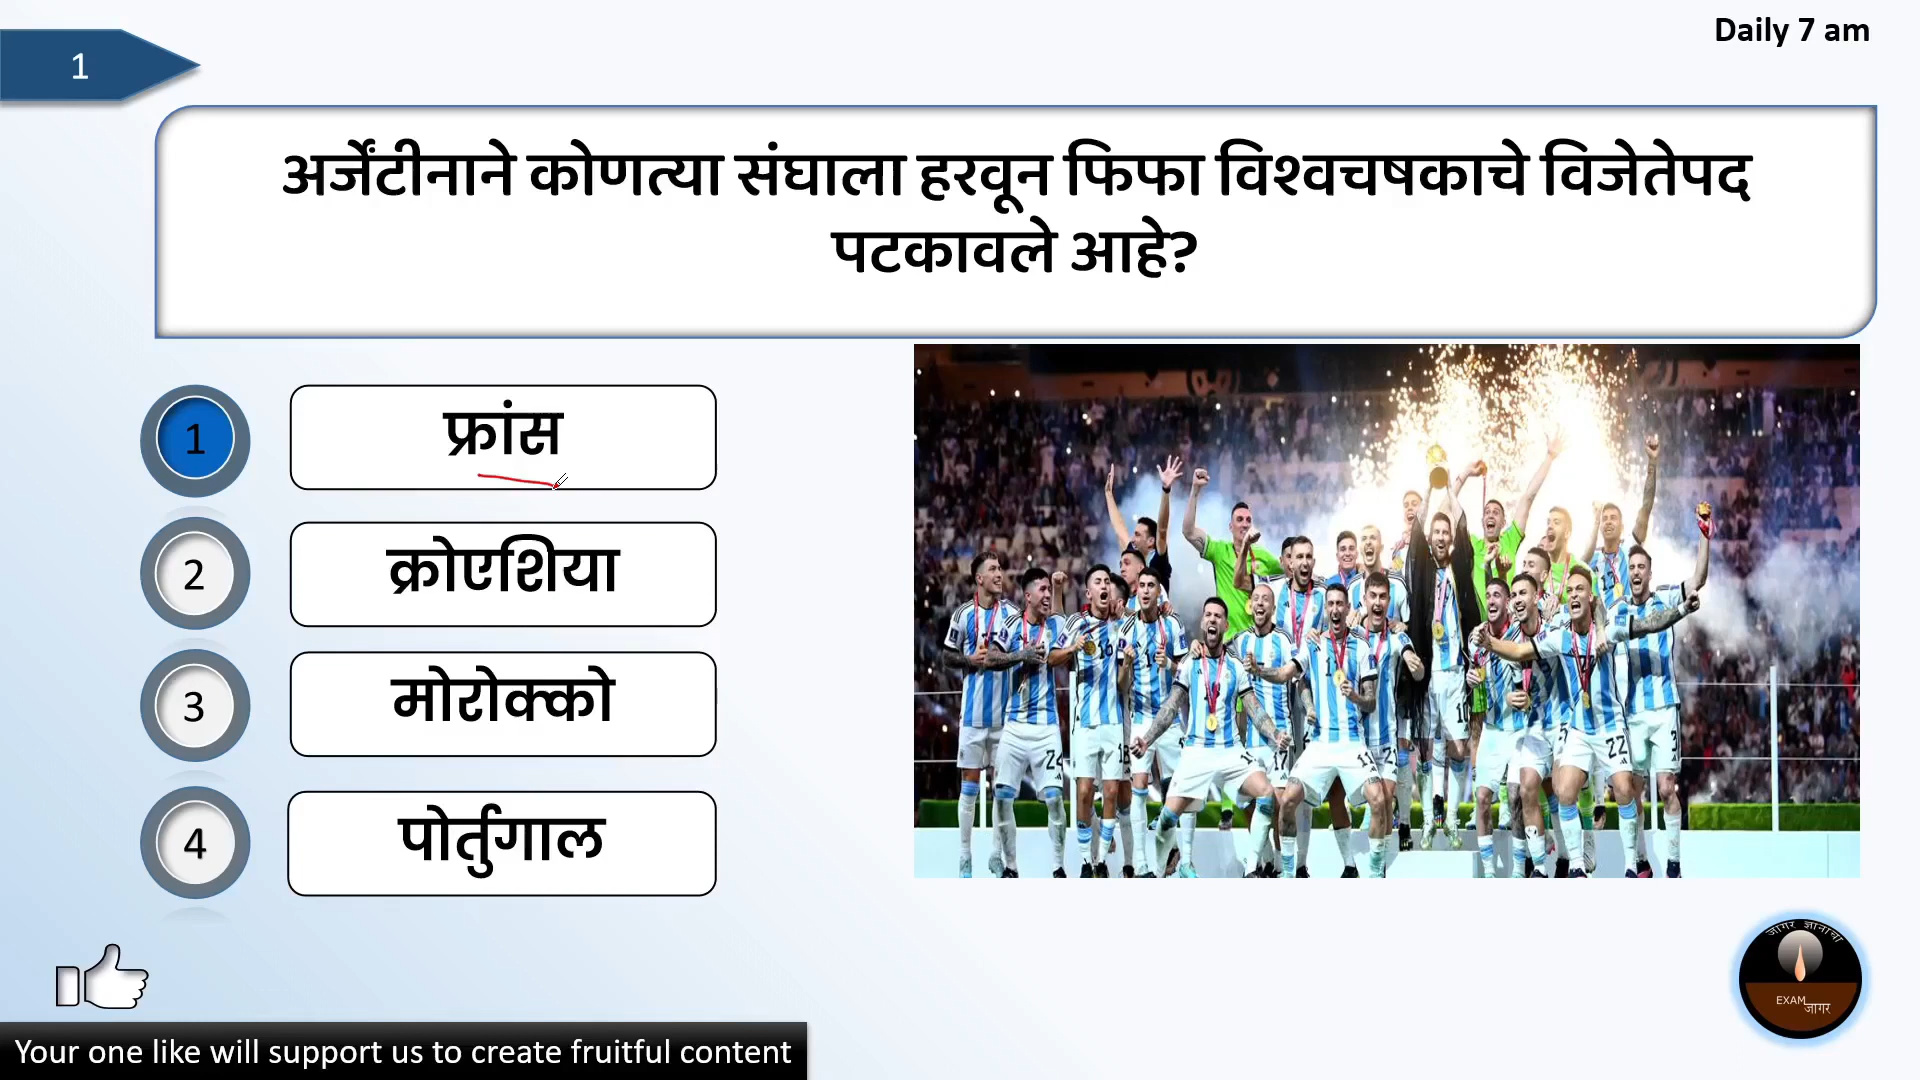 Daily 7 am
1
अर्जेंटीनाने कोणत्या संघाला हरवून फिफा विश्वचषकाचे विजेतेपद
पटकावले आहे?
1 फ्रांस
2 क्रोएशिया
3 मोरोक्को
4 पोर्तुगाल
जागर ज्ञानाचा
EXAM जागर
Your one like will support us to create fruitful content